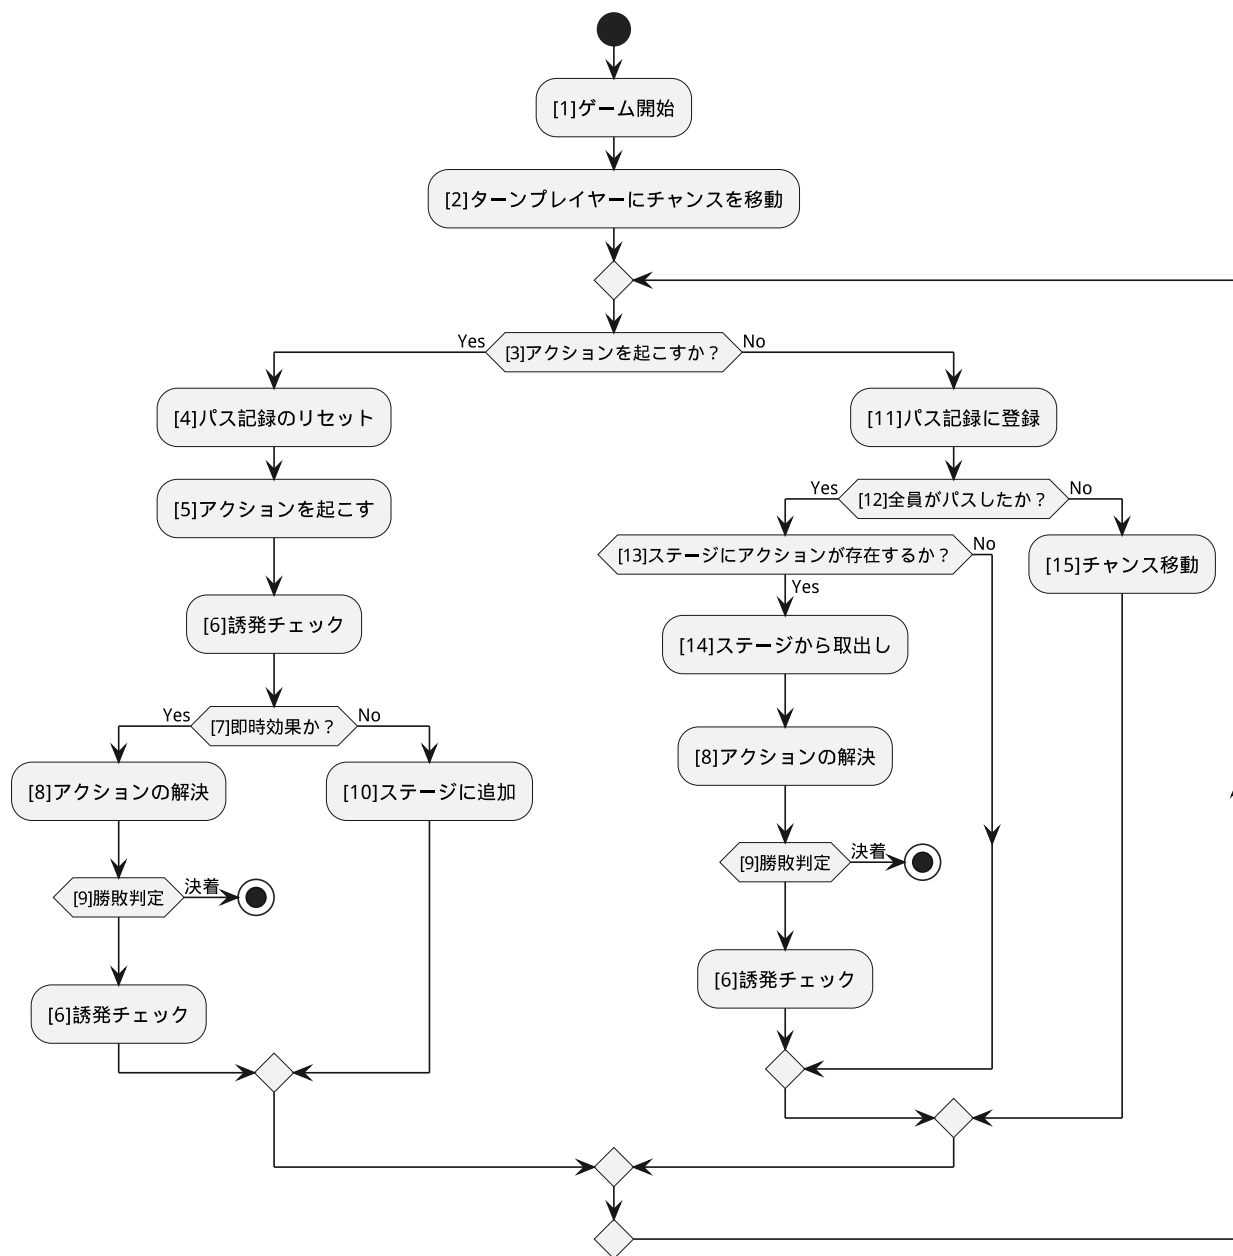 [1]ゲーム開始
[2]ターンプレイヤーにチャンスを移動
Yes
[3]アクションを起こすか？
No
[4]パス記録のリセット
[5]アクションを起こす
[6]誘発チェック
Yes
[7]即時効果か？
No
[8]アクションの解決
[9]勝敗判定
決着
[6]誘発チェック
[10]ステージに追加
[11]パス記録に登録
Yes
[12]全員がパスしたか？
No
[13]ステージにアクションが存在するか？
No
Yes
[14]ステージから取出し
[8]アクションの解決
[9]勝敗判定
決着
[6]誘発チェック
[15]チャンス移動